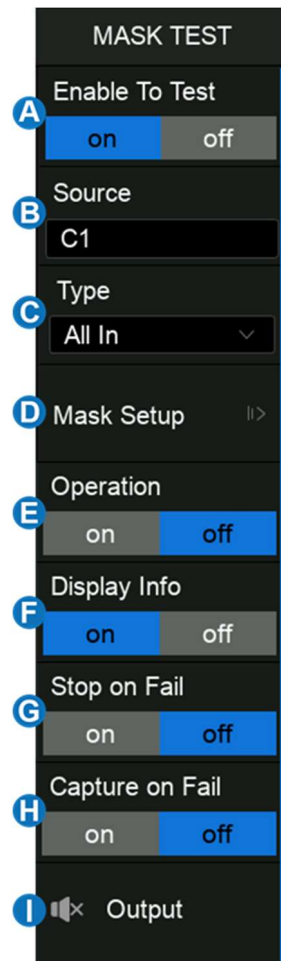 MASK TEST
Enable To Test
A
on off
Source
B
C1
Type
C
All In
D Mask Setup
Operation
E
on off
Display Info
F
on off
Stop on Fail
G
on off
Capture on Fail
H
on off
I Output